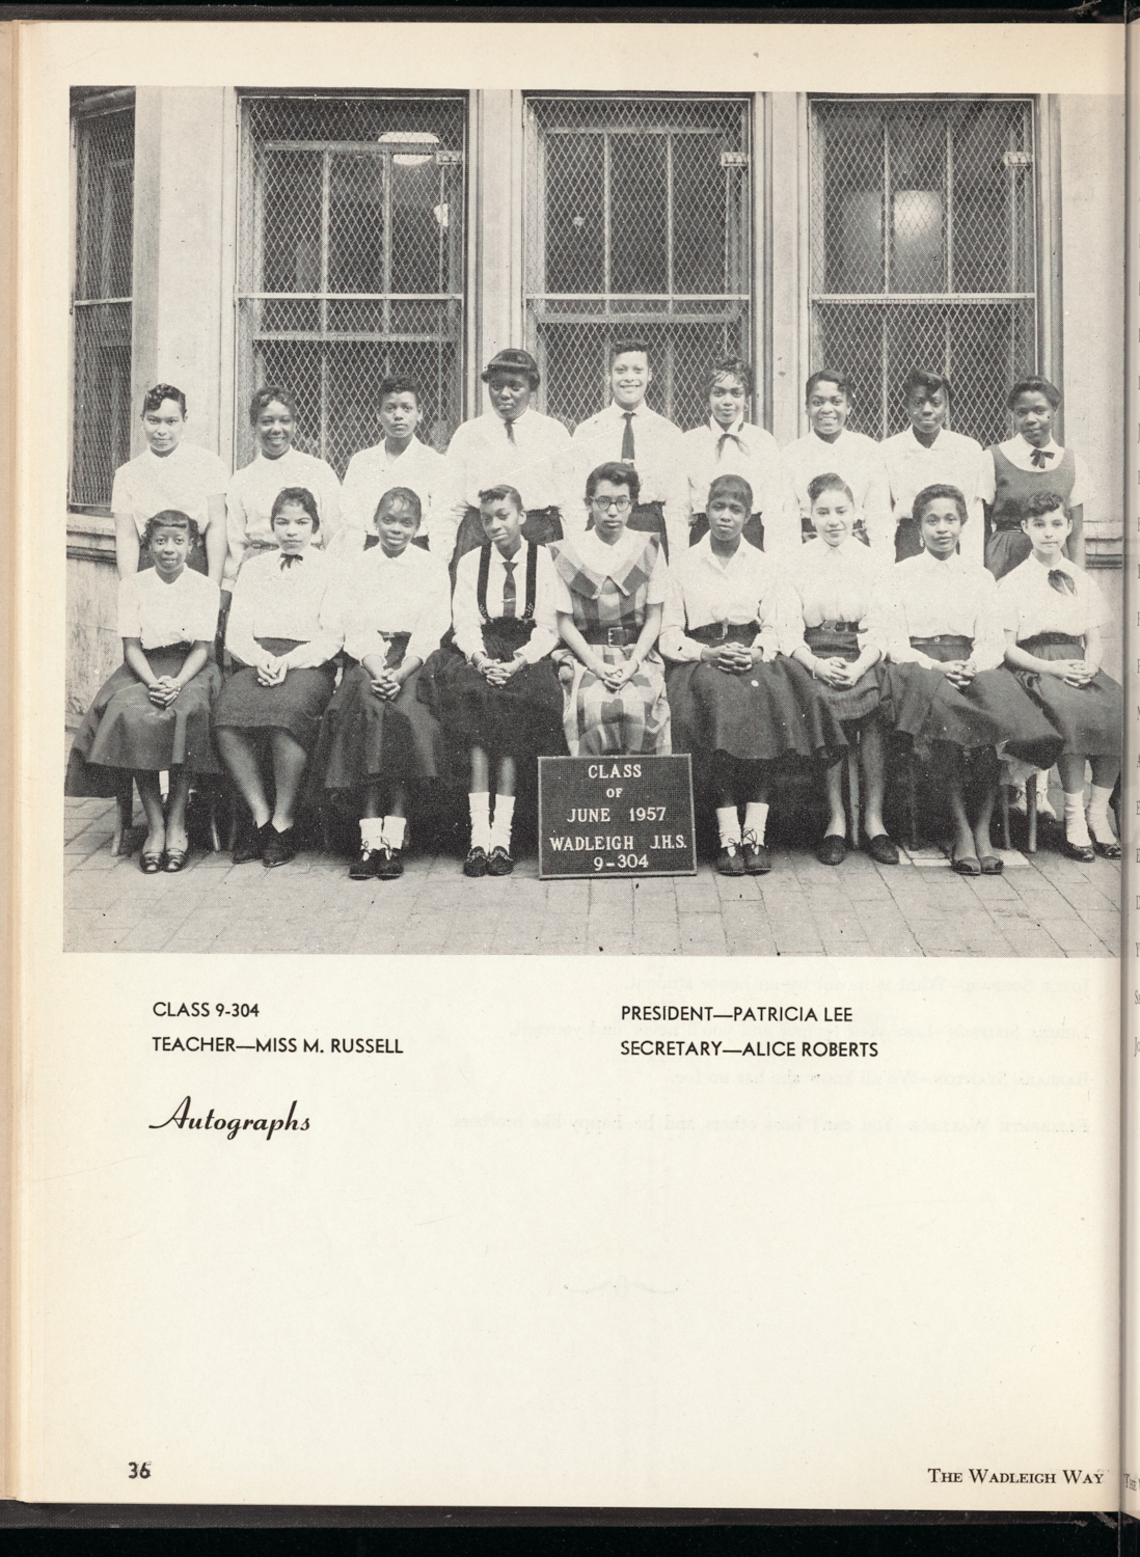 CLASS
OF
JUNE 1957
WADLEIGH J.H.S.
9-304
CLASS 9-304
TEACHER—MISS M. RUSSELL
PRESIDENT—PATRICIA LEE
SECRETARY—ALICE ROBERTS
Autographs
36
THE WADLEIGH WAY